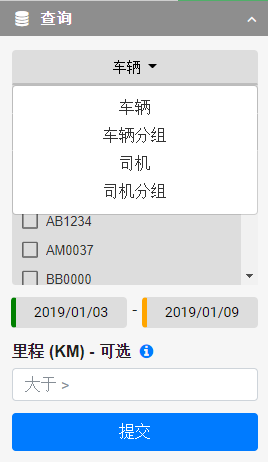 查询
车辆
车辆
车辆分组
司机
司机分组
AB1234
AM0037
BB0000
2019/01/03 - 2019/01/09
里程 (KM) - 可选
大于 >
提交